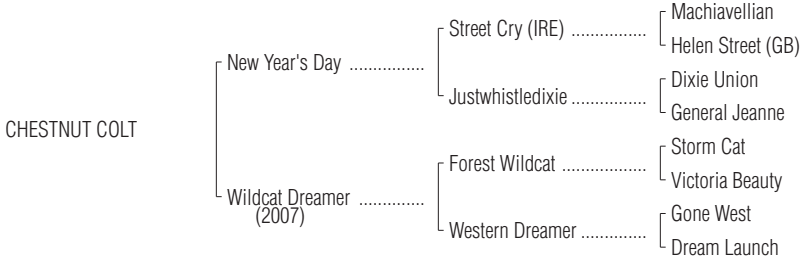 Machiavellian
Street Cry (IRE) ................
Helen Street (GB)
New Year's Day ................
Dixie Union
Justwhistledixie ................
General Jeanne
CHESTNUT COLT
Storm Cat
Forest Wildcat ..................
Victoria Beauty
Wildcat Dreamer ..............
(2007)
Gone West
Western Dreamer ..............
Dream Launch